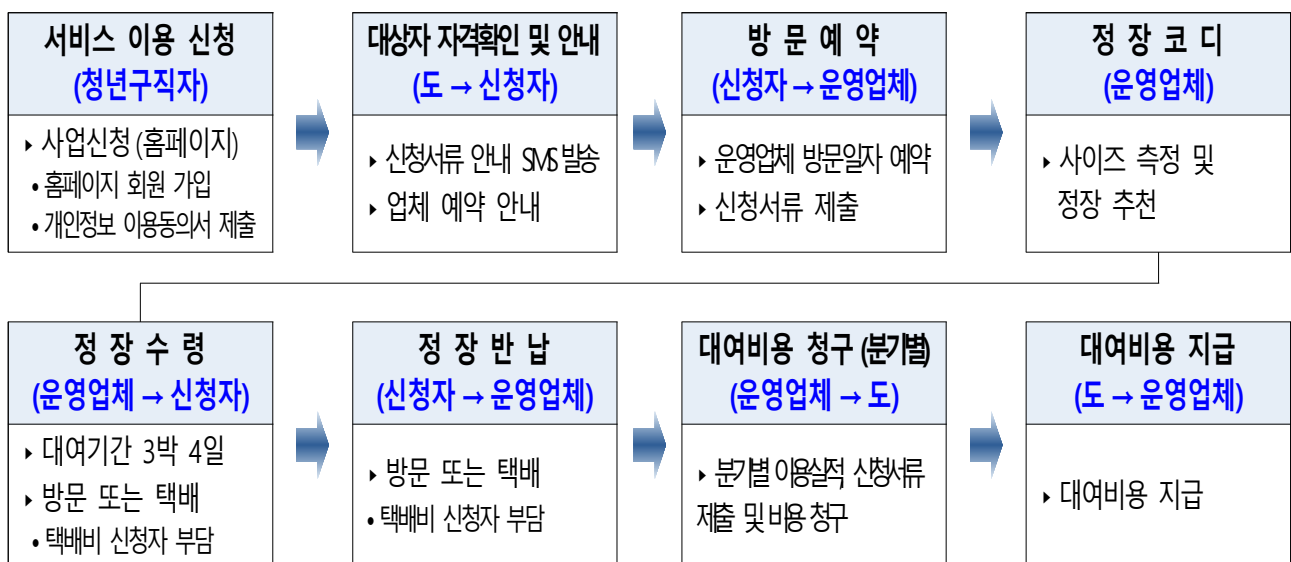 서비스 이용 신청
(청년구직자)
▸ 사업신청 (홈페이지)
• 홈페이지 회원 가입
• 개인정보 이용동의서 제출
대상자 자격확인 및 안내
(도 → 신청자)
▸ 신청서류 안내 SMS 발송
▸ 업체 예약 안내
방 문 예 약
(신청자 → 운영업체)
▸ 운영업체 방문일자 예약
▸ 신청서류 제출
정 장 코 디
(운영업체)
▸ 사이즈 측정 및
정장 추천
정 장 수 령
(운영업체 → 신청자)
▸ 대여기간 3박 4일
▸ 방문 또는 택배
• 택배비 신청자 부담
정 장 반 납
(신청자 → 운영업체)
▸ 방문 또는 택배
• 택배비 신청자 부담
대여비용 청구 (분기별)
(운영업체 → 도)
▸ 분기별 이용실적, 신청서류
제출 및 비용 청구
대여비용 지급
(도 → 운영업체)
▸ 대여비용 지급